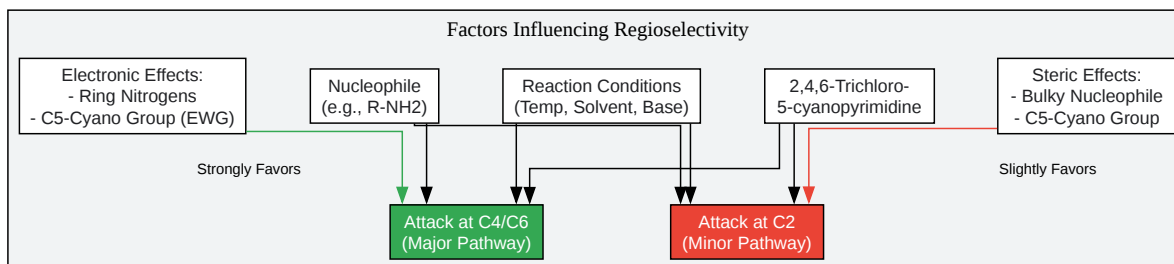 Factors Influencing Regioselectivity
Electronic Effects:
- Ring Nitrogens
- C5-Cyano Group (EWG)
Nucleophile
(e.g., R-NH2)
Reaction Conditions
(Temp, Solvent, Base)
2,4,6-Trichloro-
5-cyanopyrimidine
Steric Effects:
- Bulky Nucleophile
- C5-Cyano Group
Strongly Favors
Slightly Favors
Attack at C4/C6
(Major Pathway)
Attack at C2
(Minor Pathway)